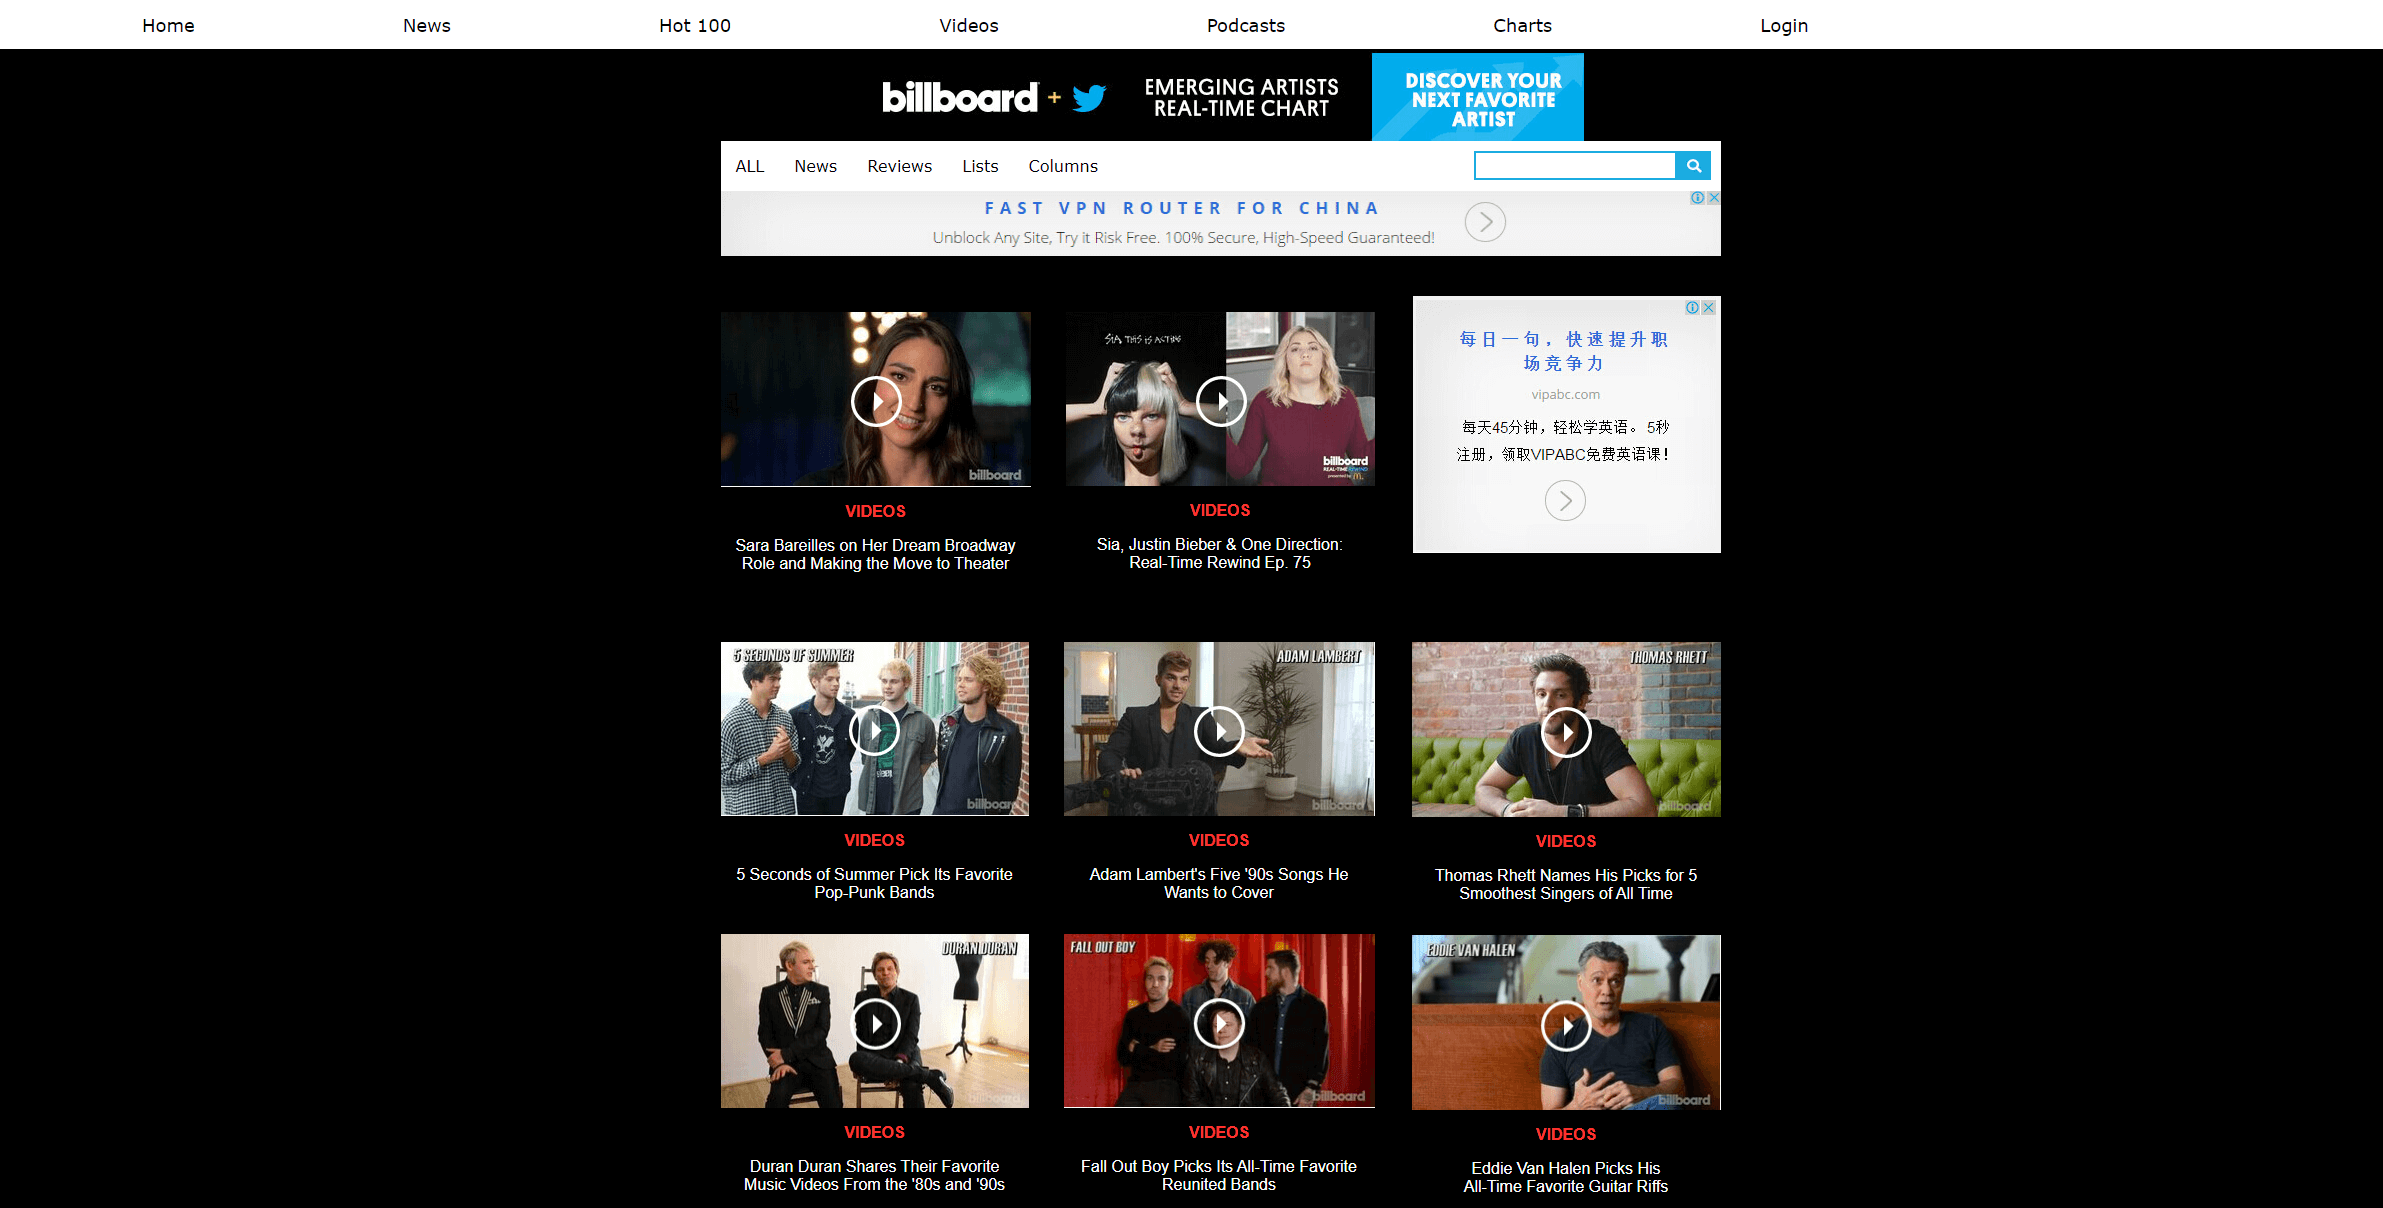 Home News Hot 100 Videos Podcasts Charts Login
billboard + EMERGING ARTISTS
REAL-TIME CHART
DISCOVER YOUR
NEXT FAVORITE
ARTIST
ALL News Reviews Lists Columns
FAST VPN ROUTER FOR CHINA
Unblock Any Site, Try it Risk Free. 100% Secure, High-Speed Guaranteed!
billboard
VIDEOS
Sara Bareilles on Her Dream Broadway
Role and Making the Move to Theater
SIA THIS IS ACTING
billboard
REAL-TIME REWIND
presented by
VIDEOS
Sia, Justin Bieber & One Direction:
Real-Time Rewind Ep. 75
每日一句，快速提升职
场竞争力
vipabc.com
每天45分钟，轻松学英语。5秒
注册，领取VIPABC免费英语课！
5 SECONDS OF SUMMER
billboard
VIDEOS
5 Seconds of Summer Pick Its Favorite
Pop-Punk Bands
ADAM LAMBERT
billboard
VIDEOS
Adam Lambert's Five '90s Songs He
Wants to Cover
THOMAS RHETT
billboard
VIDEOS
Thomas Rhett Names His Picks for 5
Smoothest Singers of All Time
DURAN DURAN
billboard
VIDEOS
Duran Duran Shares Their Favorite
Music Videos From the '80s and '90s
FALL OUT BOY
billboard
VIDEOS
Fall Out Boy Picks Its All-Time Favorite
Reunited Bands
EDDIE VAN HALEN
billboard
VIDEOS
Eddie Van Halen Picks His
All-Time Favorite Guitar Riffs